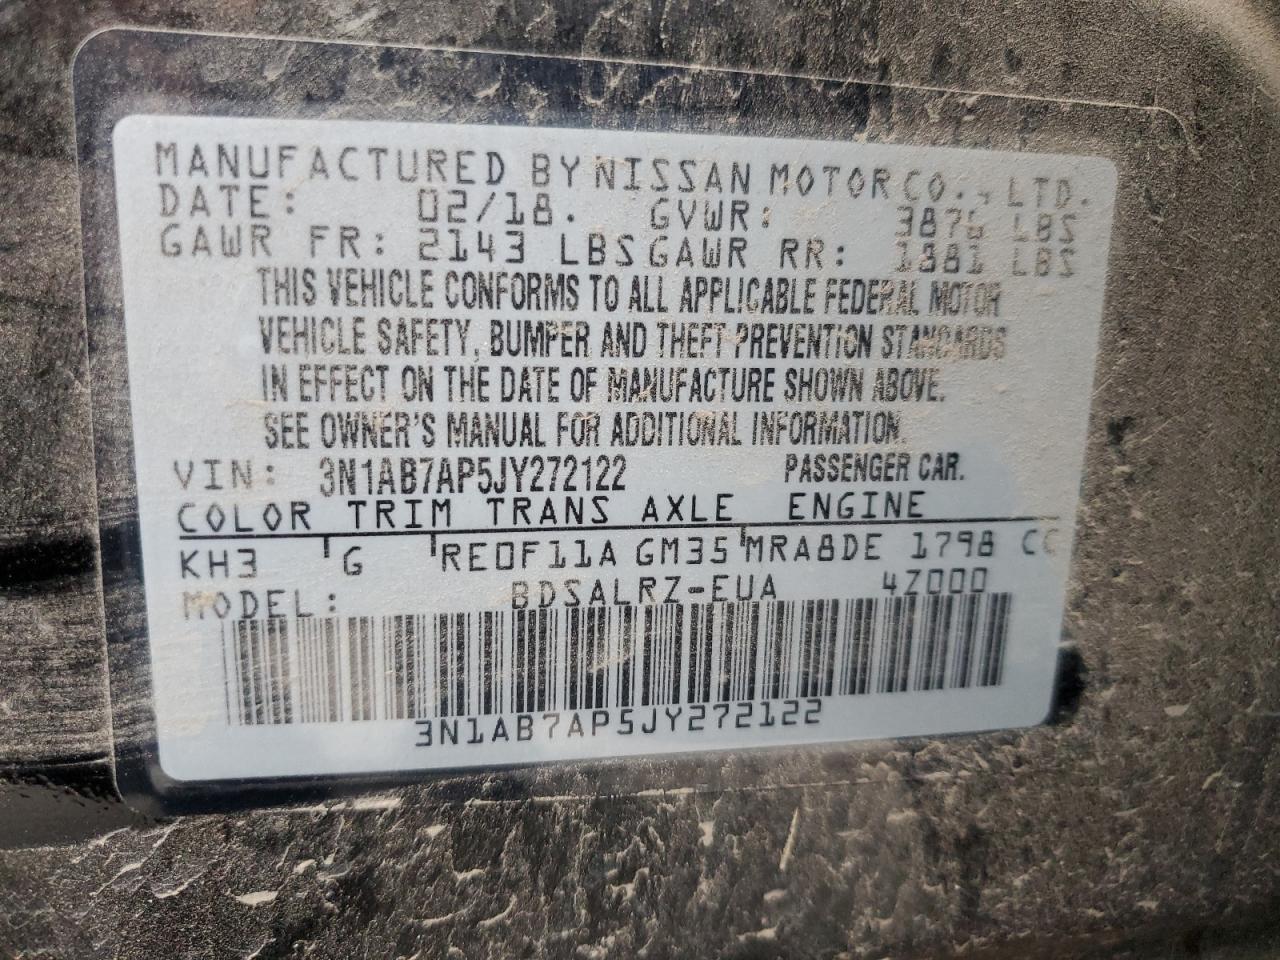 MANUFACTURED BY NISSAN MOTOR CO., LTD.
DATE: 02/18. GVWR: 3876 LBS
GAWR FR: 2143 LBS GAWR RR: 1881 LBS
THIS VEHICLE CONFORMS TO ALL APPLICABLE FEDERAL MOTOR
VEHICLE SAFETY, BUMPER AND THEFT PREVENTION STANDARDS
IN EFFECT ON THE DATE OF MANUFACTURE SHOWN ABOVE.
SEE OWNER'S MANUAL FOR ADDITIONAL INFORMATION.
VIN: 3N1AB7AP5JY272122 PASSENGER CAR.
COLOR TRIM TRANS AXLE ENGINE
KH3 G RE0F11A GM35 MRA8DE 1798 CC
MODEL: BDSALRZ-EUA 4Z000
3N1AB7AP5JY272122